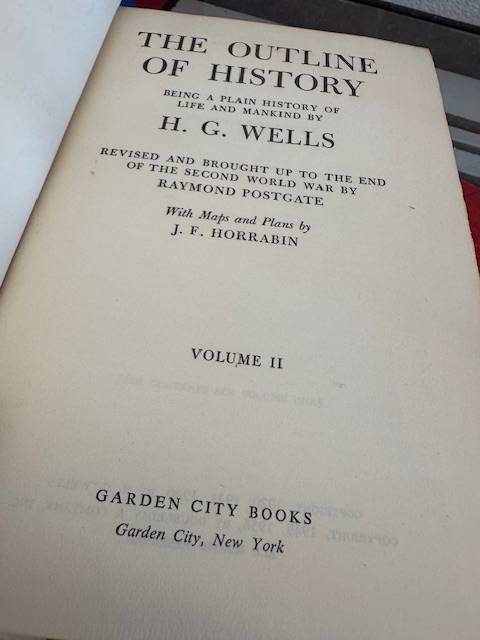 THE OUTLINE
OF HISTORY
BEING A PLAIN HISTORY OF
LIFE AND MANKIND BY
H. G. WELLS
REVISED AND BROUGHT UP TO THE END
OF THE SECOND WORLD WAR BY
RAYMOND POSTGATE
With Maps and Plans by
J. F. HORRABIN
VOLUME II
GARDEN CITY BOOKS
Garden City, New York